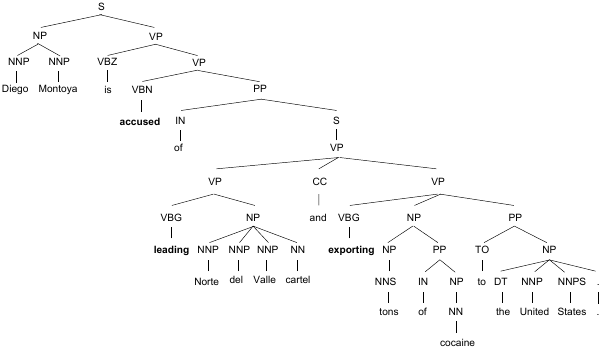 S
NP VP
NNP NNP VBZ VP
Diego Montoya is VBN PP
accused IN S
of VP
VP CC VP
VBG NP and VBG NP PP
leading NNP NNP NNP NN exporting NP PP TO NP
Norte del Valle cartel NNS IN NP to DT NNP NNPS .
tons of NN the United States .
cocaine